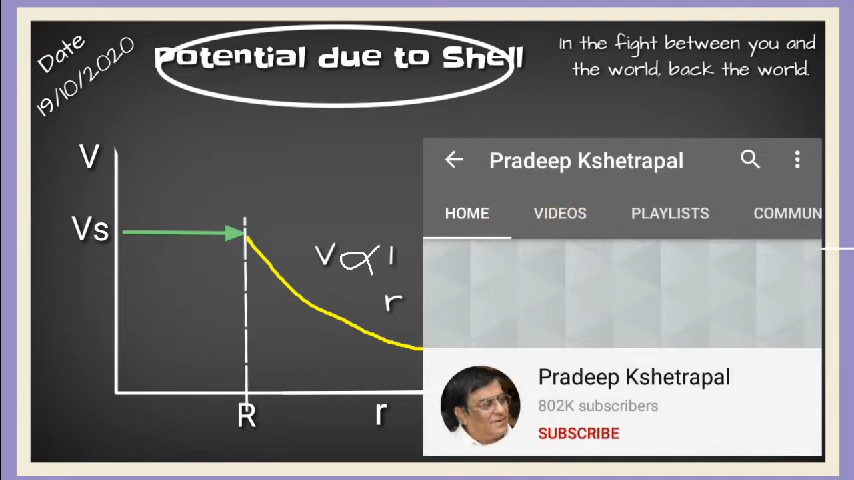 Date
19/10/2020
Potential due to Shell
In the fight between you and
the world, back the world.
V
Vs
V ∝ 1
r
R
r
Pradeep Kshetrapal
HOME VIDEOS PLAYLISTS COMMUN
Pradeep Kshetrapal
802K subscribers
SUBSCRIBE